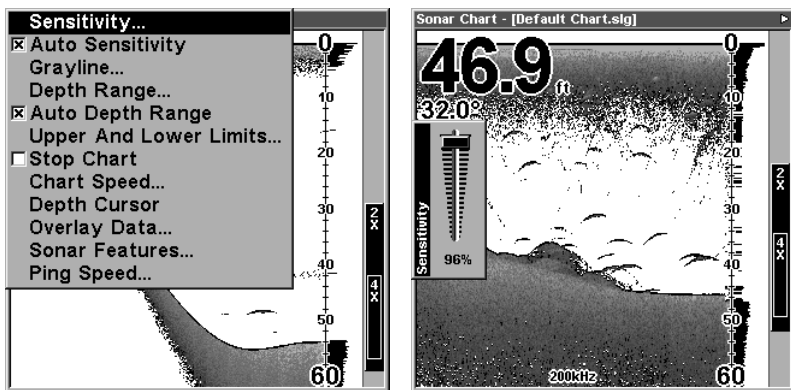 Sensitivity...
Auto Sensitivity
Grayline...
Depth Range...
Auto Depth Range
Upper And Lower Limits...
Stop Chart
Chart Speed...
Depth Cursor
Overlay Data...
Sonar Features...
Ping Speed...
0
10
20
30
40
50
60
2X
4X
Sonar Chart - [Default Chart.slg]
46.9 ft
32.0°
Sensitivity
96%
0
10
20
30
40
50
60
2X
4X
200kHz